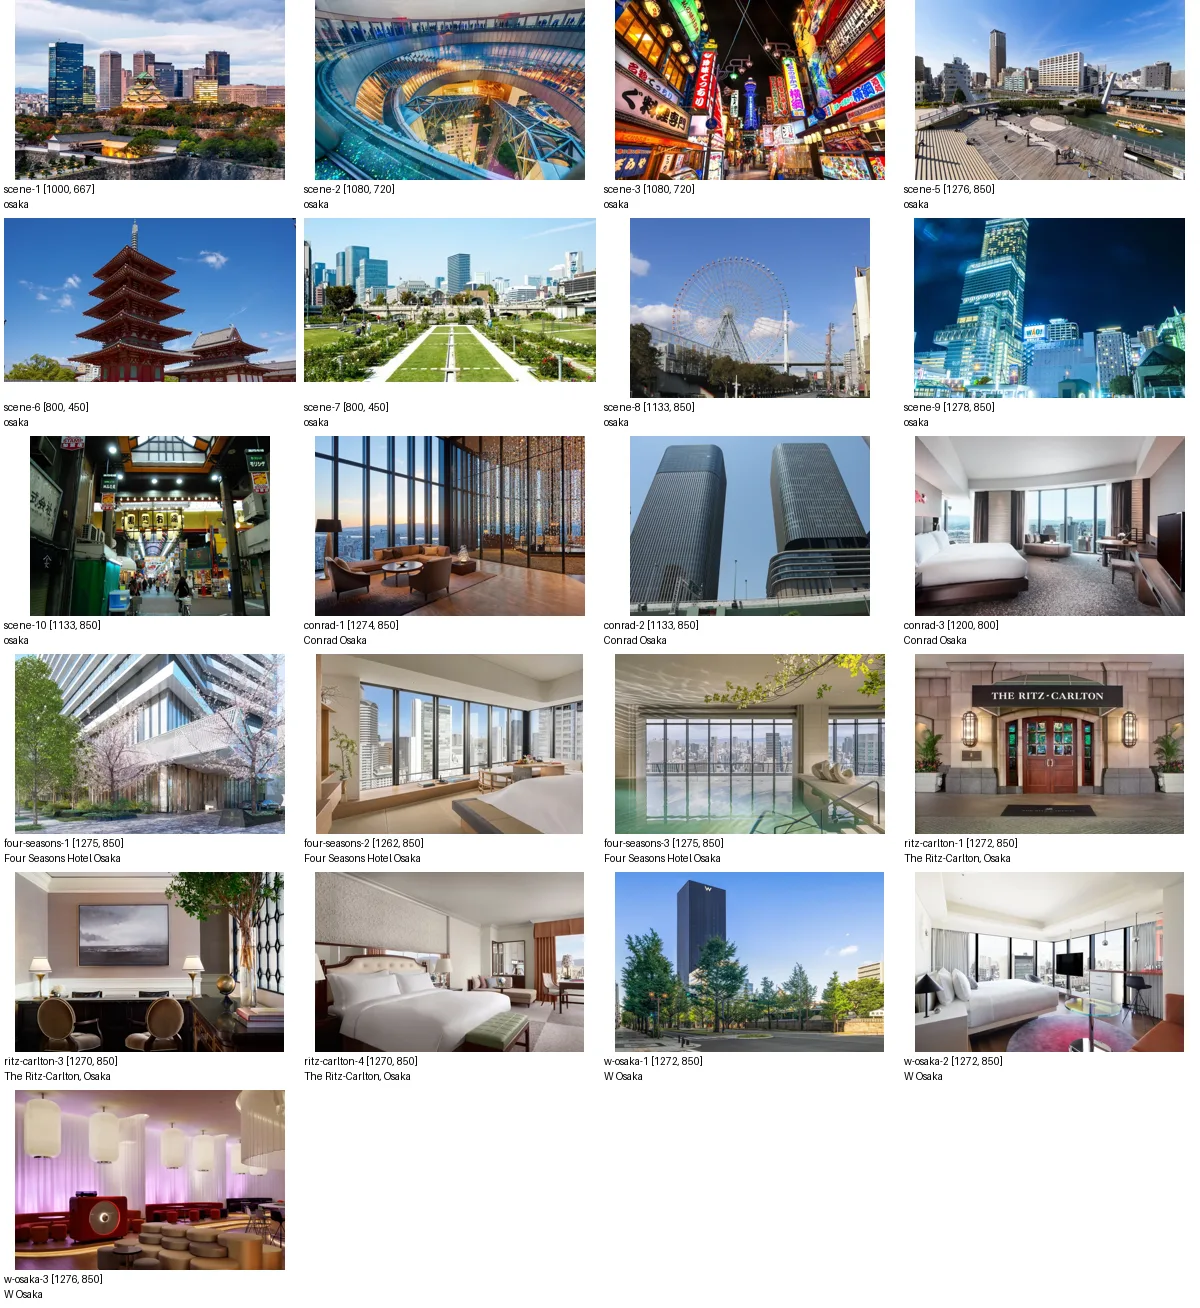 scene-1 [1000, 667]
osaka
scene-2 [1080, 720]
osaka
scene-3 [1080, 720]
osaka
scene-5 [1276, 850]
osaka
scene-6 [800, 450]
osaka
scene-7 [800, 450]
osaka
scene-8 [1133, 850]
osaka
scene-9 [1278, 850]
osaka
scene-10 [1133, 850]
osaka
conrad-1 [1274, 850]
Conrad Osaka
conrad-2 [1133, 850]
Conrad Osaka
conrad-3 [1200, 800]
Conrad Osaka
THE RITZ-CARLTON
four-seasons-1 [1275, 850]
Four Seasons Hotel Osaka
four-seasons-2 [1262, 850]
Four Seasons Hotel Osaka
four-seasons-3 [1275, 850]
Four Seasons Hotel Osaka
ritz-carlton-1 [1272, 850]
The Ritz-Carlton, Osaka
W
ritz-carlton-3 [1270, 850]
The Ritz-Carlton, Osaka
ritz-carlton-4 [1270, 850]
The Ritz-Carlton, Osaka
w-osaka-1 [1272, 850]
W Osaka
w-osaka-2 [1272, 850]
W Osaka
w-osaka-3 [1276, 850]
W Osaka